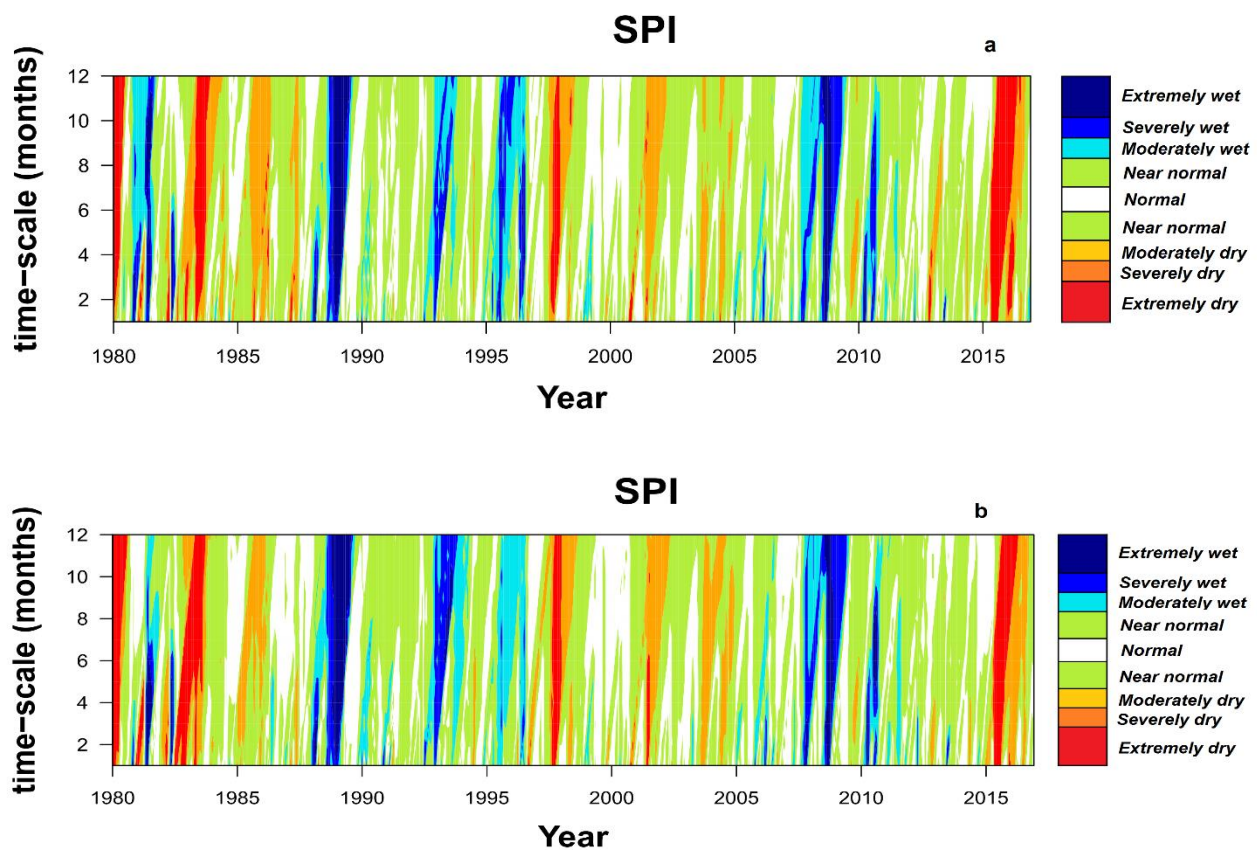 SPI
a
time-scale (months)
12
10
8
6
4
2
1980 1985 1990 1995 2000 2005 2010 2015
Year
Extremely wet
Severely wet
Moderately wet
Near normal
Normal
Near normal
Moderately dry
Severely dry
Extremely dry
SPI
b
time-scale (months)
12
10
8
6
4
2
1980 1985 1990 1995 2000 2005 2010 2015
Year
Extremely wet
Severely wet
Moderately wet
Near normal
Normal
Near normal
Moderately dry
Severely dry
Extremely dry